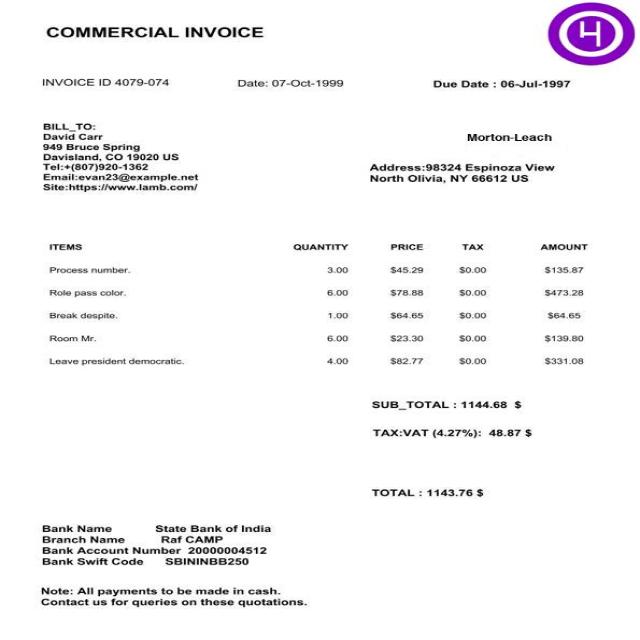 COMMERCIAL INVOICE
4
INVOICE ID 4079-074 Date: 07-Oct-1999 Due Date : 06-Jul-1997
BILL_TO:
David Carr
949 Bruce Spring
Davisland, CO 19020 US
Tel:+(807)920-1362
Email:evan23@example.net
Site:https://www.lamb.com/
Morton-Leach
Address:98324 Espinoza View
North Olivia, NY 66612 US
ITEMS QUANTITY PRICE TAX AMOUNT
Process number. 3.00 $45.29 $0.00 $135.87
Role pass color. 6.00 $78.88 $0.00 $473.28
Break despite. 1.00 $64.65 $0.00 $64.65
Room Mr. 6.00 $23.30 $0.00 $139.80
Leave president democratic. 4.00 $82.77 $0.00 $331.08
SUB_TOTAL : 1144.68 $
TAX:VAT (4.27%): 48.87 $
TOTAL : 1143.76 $
Bank Name State Bank of India
Branch Name Raf CAMP
Bank Account Number 20000004512
Bank Swift Code SBININBB250
Note: All payments to be made in cash.
Contact us for queries on these quotations.